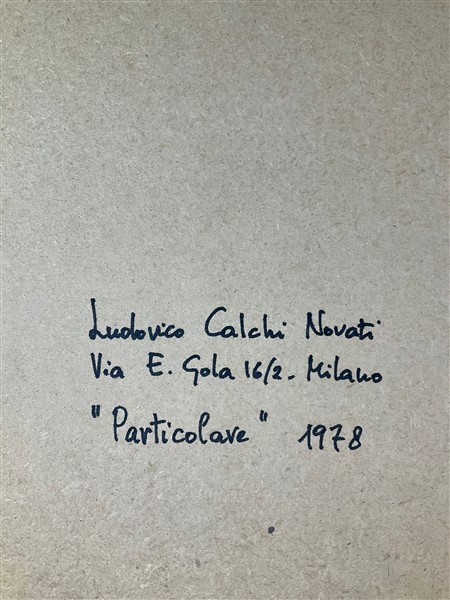 Ludovico Calchi Novati
Via E. Gola 16/2. Milano
"Particolare" 1978